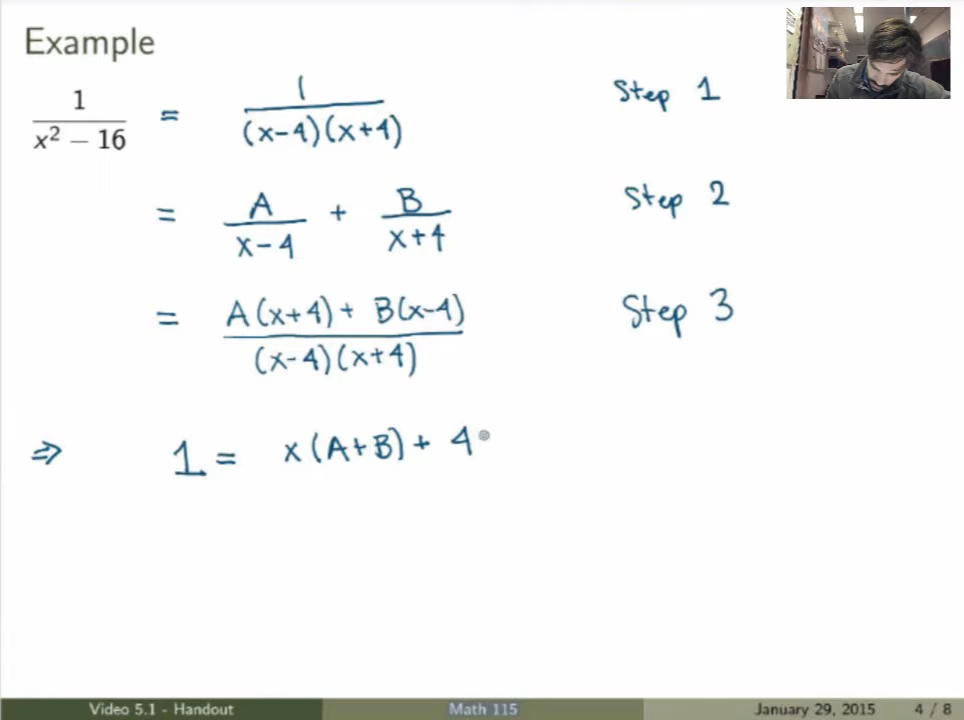 Example
1 / (x² − 16) = 1 / ((x-4)(x+4)) Step 1
= A / (x-4) + B / (x+4) Step 2
= (A(x+4) + B(x-4)) / ((x-4)(x+4)) Step 3
⇒ 1 = x(A+B) + 4
Video 5.1 - Handout Math 115 January 29, 2015 4 / 8